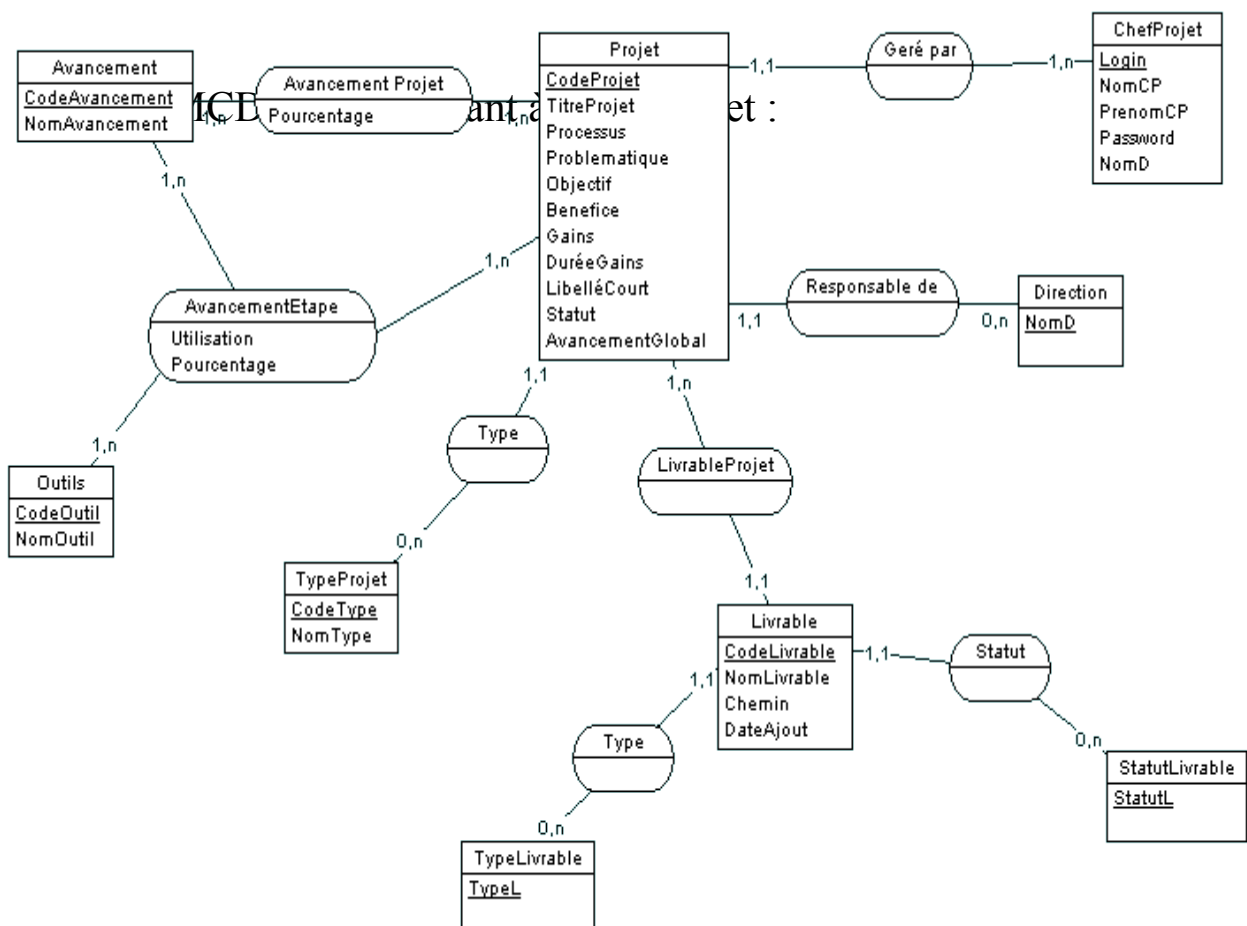 Avancement
CodeAvancement
NomAvancement
1,n
Avancement Projet
Pourcentage
1,n
ant
et :
Projet
CodeProjet
TitreProjet
Processus
Problematique
Objectif
Benefice
Gains
DuréeGains
LibelléCourt
Statut
AvancementGlobal
1,1
Geré par
1,n
ChefProjet
Login
NomCP
PrenomCP
Password
NomD
1,n
1,n
AvancementEtape
Utilisation
Pourcentage
1,n
Outils
CodeOutil
NomOutil
1,1
Responsable de
0,n
Direction
NomD
1,1
Type
0,n
TypeProjet
CodeType
NomType
1,n
LivrableProjet
1,1
Livrable
CodeLivrable
NomLivrable
Chemin
DateAjout
1,1
Statut
0,n
StatutLivrable
StatutL
1,1
Type
0,n
TypeLivrable
TypeL